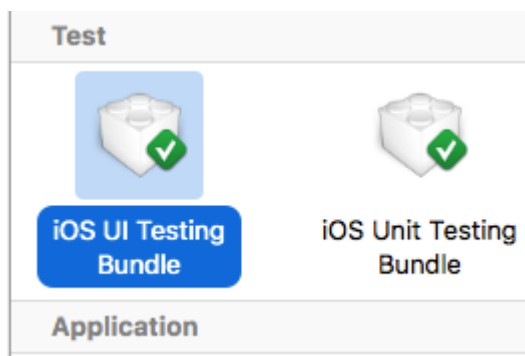 Test
iOS UI Testing
Bundle
iOS Unit Testing
Bundle
Application